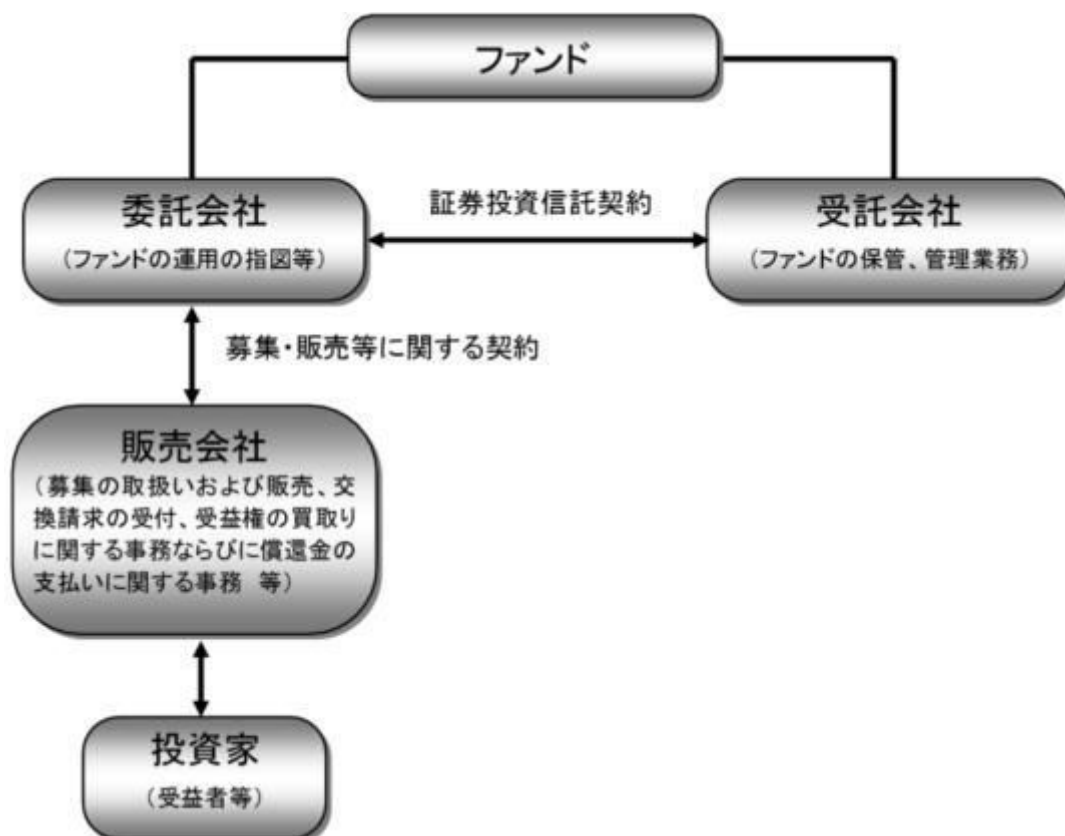 ファンド
委託会社
(ファンドの運用の指図等)
証券投資信託契約
受託会社
(ファンドの保管、管理業務)
募集・販売等に関する契約
販売会社
(募集の取扱いおよび販売、交
換請求の受付、受益権の買取り
に関する事務ならびに償還金の
支払いに関する事務 等)
投資家
(受益者等)